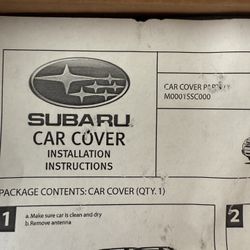 SUBARU
CAR COVER
INSTALLATION
INSTRUCTIONS
CAR COVER PART #
M0001SSC000
PACKAGE CONTENTS: CAR COVER (QTY. 1)
1
a. Make sure car is clean and dry
b. Remove antenna
2